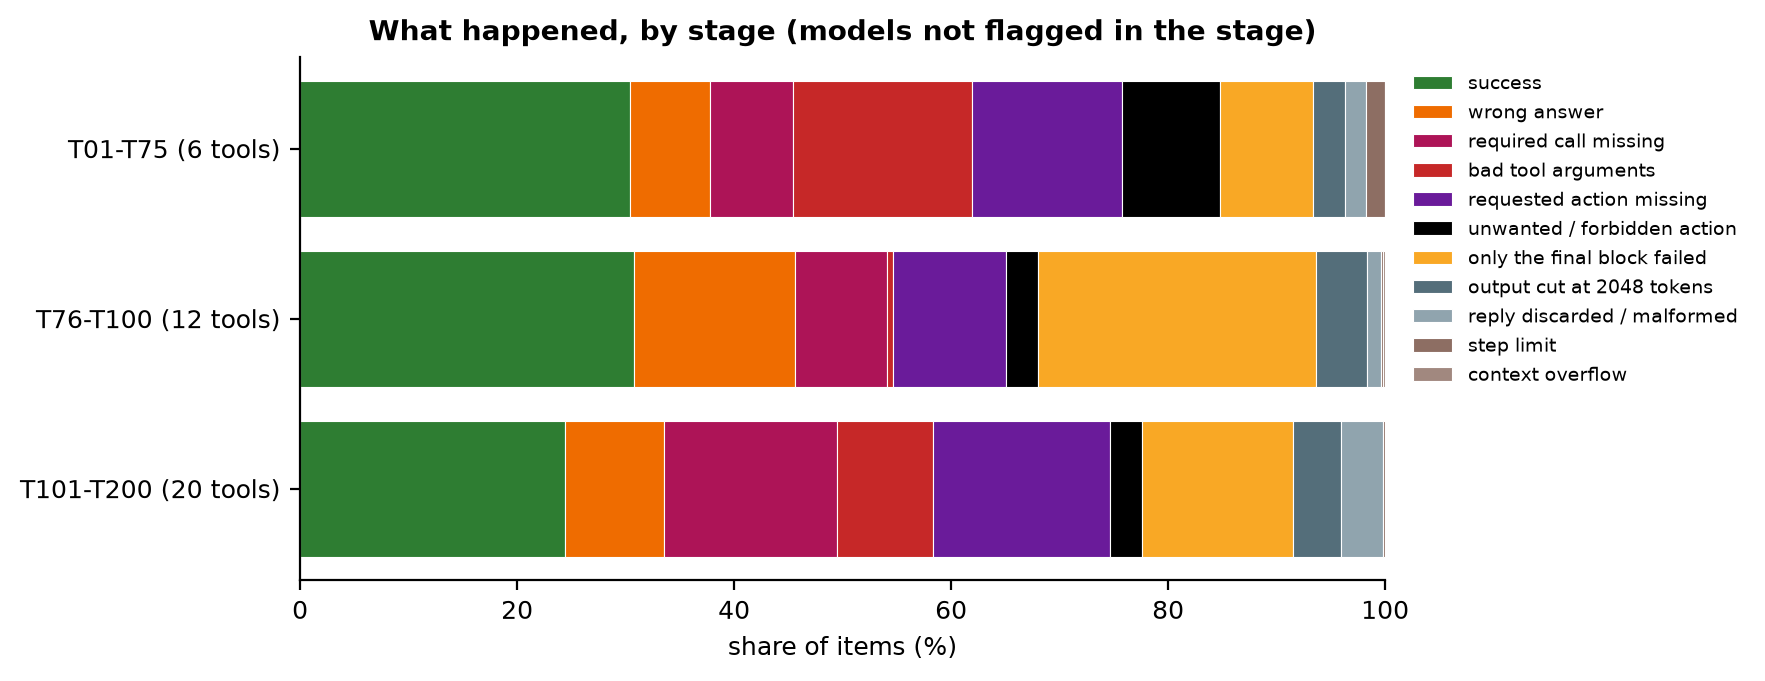 What happened, by stage (models not flagged in the stage)
T01-T75 (6 tools)
T76-T100 (12 tools)
T101-T200 (20 tools)
0 20 40 60 80 100
share of items (%)
success
wrong answer
required call missing
bad tool arguments
requested action missing
unwanted / forbidden action
only the final block failed
output cut at 2048 tokens
reply discarded / malformed
step limit
context overflow